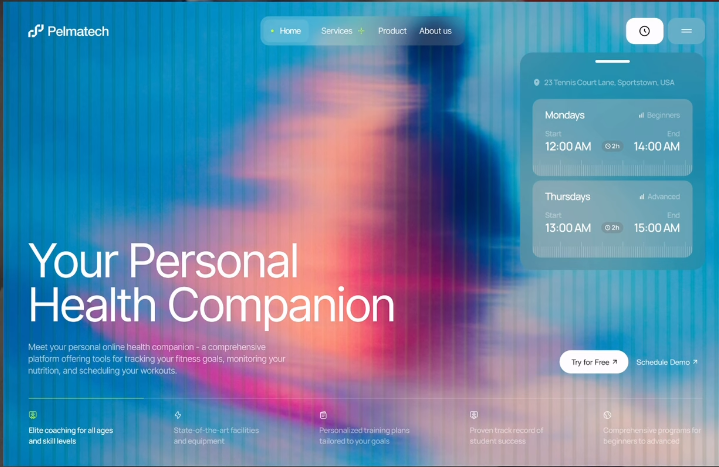 Pelmatech
Home Services + Product About us
23 Tennis Court Lane, Sportstown, USA
Mondays Beginners
Start End
12:00 AM 2h 14:00 AM
Thursdays Advanced
Start End
13:00 AM 2h 15:00 AM
Your Personal
Health Companion
Meet your personal online health companion - a comprehensive
platform offering tools for tracking your fitness goals, monitoring your
nutrition, and scheduling your workouts.
Try for Free ↗ Schedule Demo ↗
Elite coaching for all ages
and skill levels
State-of-the-art facilities
and equipment
Personalized training plans
tailored to your goals
Proven track record of
student success
Comprehensive programs for
beginners to advanced